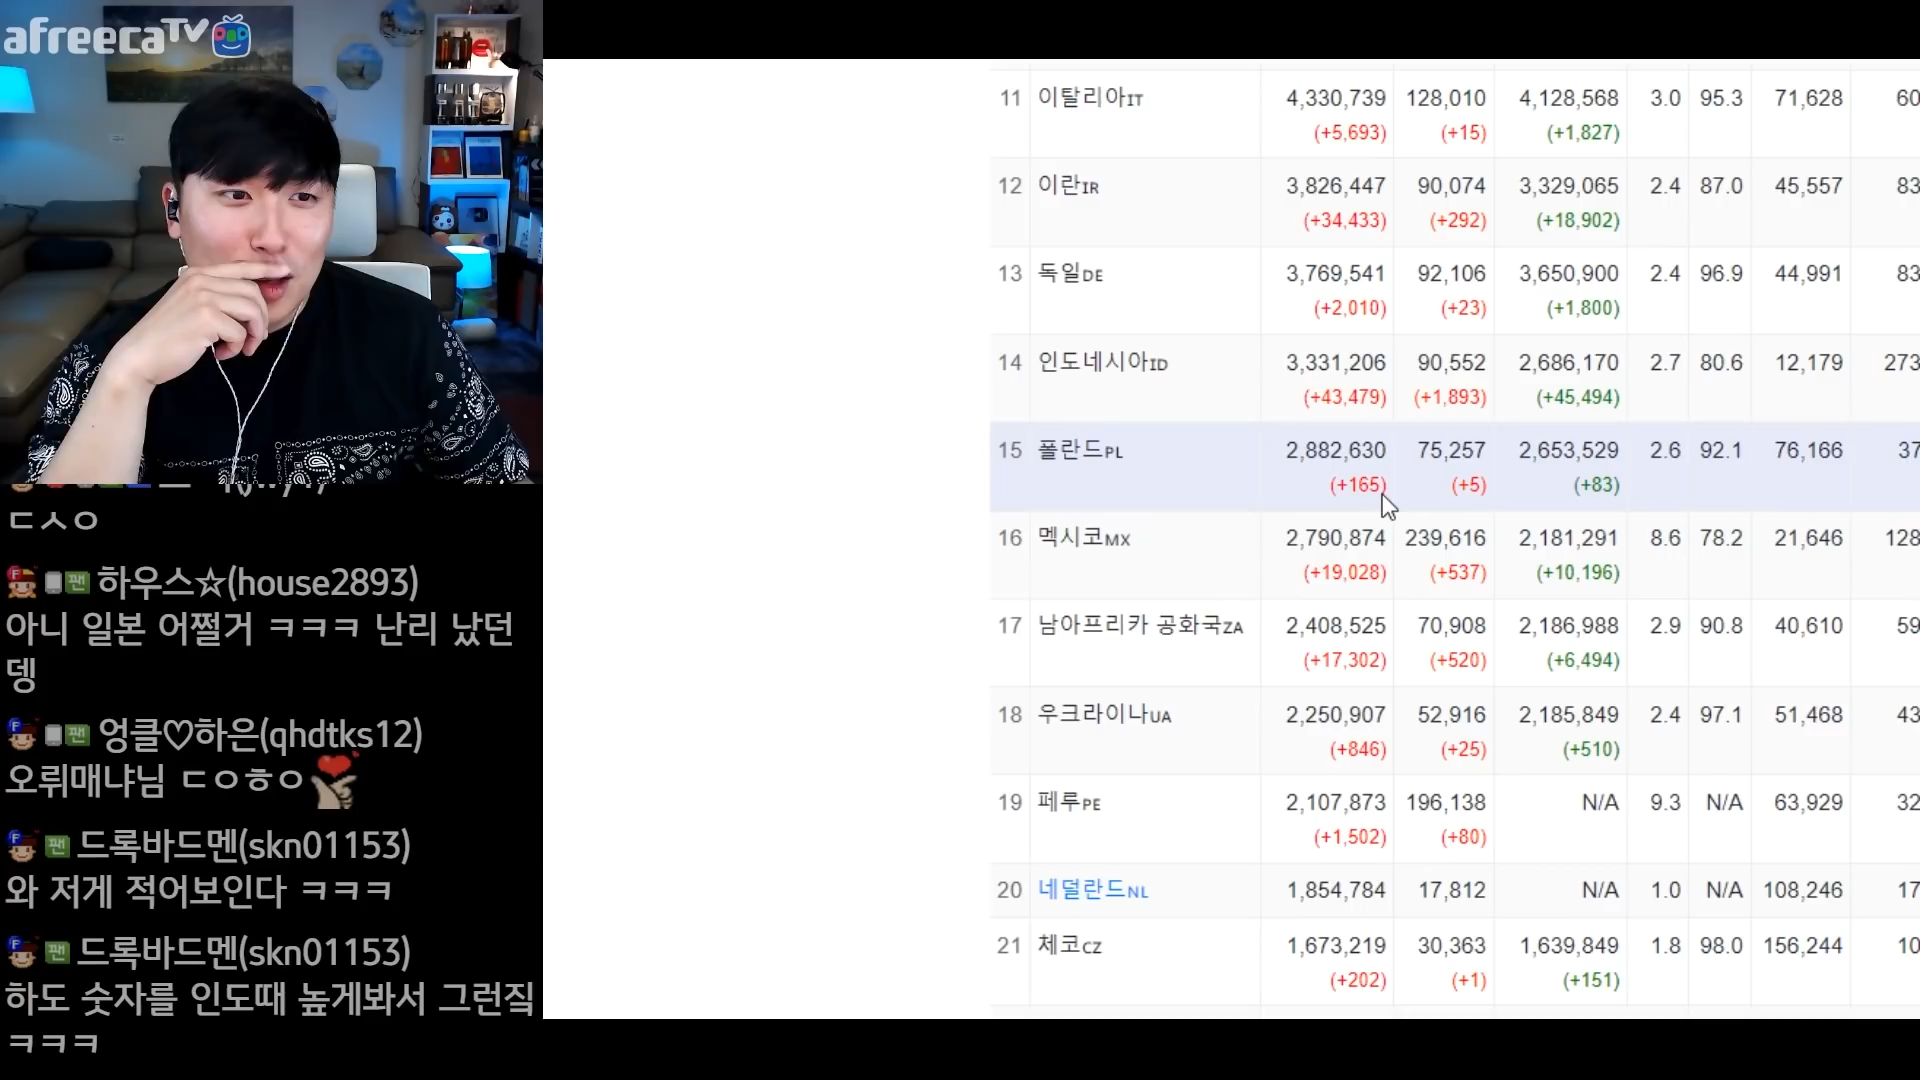 afreecaTV
ㄷㅅㅇ
하우스☆(house2893)
아니 일본 어쩔거 ㅋㅋㅋ 난리 났던
뎅
엉클♡하은(qhdtks12)
오뤼매냐님 ㄷㅇㅎㅇ
드록바드멘(skn01153)
와 저게 적어보인다 ㅋㅋㅋ
드록바드멘(skn01153)
하도 숫자를 인도때 높게봐서 그런짘
ㅋㅋㅋ
11 이탈리아IT 4,330,739 128,010 4,128,568 3.0 95.3 71,628 60
(+5,693) (+15) (+1,827)
12 이란IR 3,826,447 90,074 3,329,065 2.4 87.0 45,557 83
(+34,433) (+292) (+18,902)
13 독일DE 3,769,541 92,106 3,650,900 2.4 96.9 44,991 83
(+2,010) (+23) (+1,800)
14 인도네시아ID 3,331,206 90,552 2,686,170 2.7 80.6 12,179 273
(+43,479) (+1,893) (+45,494)
15 폴란드PL 2,882,630 75,257 2,653,529 2.6 92.1 76,166 37
(+165) (+5) (+83)
16 멕시코MX 2,790,874 239,616 2,181,291 8.6 78.2 21,646 128
(+19,028) (+537) (+10,196)
17 남아프리카 공화국ZA 2,408,525 70,908 2,186,988 2.9 90.8 40,610 59
(+17,302) (+520) (+6,494)
18 우크라이나UA 2,250,907 52,916 2,185,849 2.4 97.1 51,468 43
(+846) (+25) (+510)
19 페루PE 2,107,873 196,138 N/A 9.3 N/A 63,929 32
(+1,502) (+80)
20 네덜란드NL 1,854,784 17,812 N/A 1.0 N/A 108,246 17
21 체코CZ 1,673,219 30,363 1,639,849 1.8 98.0 156,244 10
(+202) (+1) (+151)